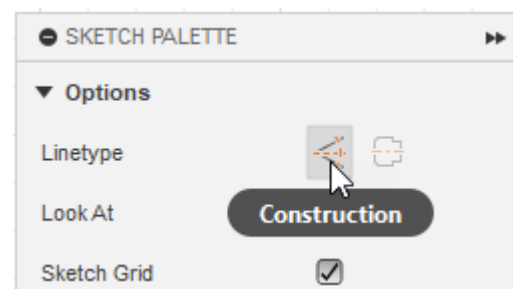 SKETCH PALETTE
Options
Linetype
Look At
Construction
Sketch Grid